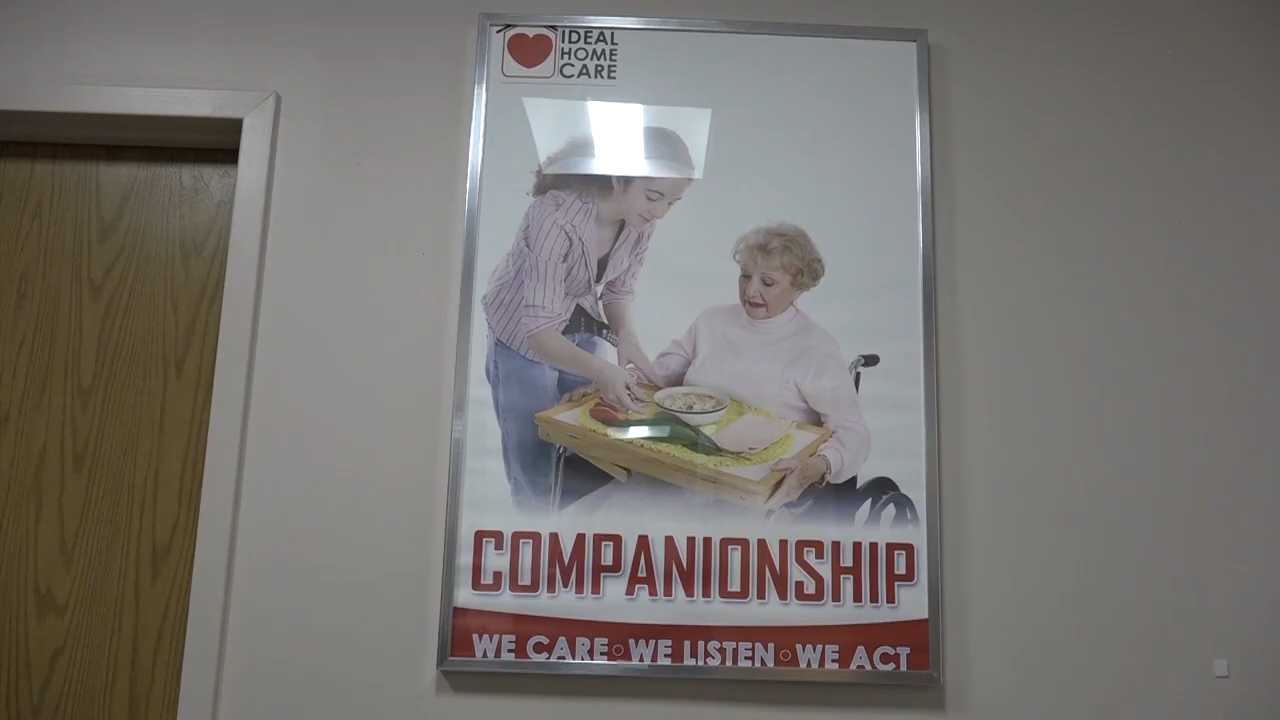 IDEAL
HOME
CARE
COMPANIONSHIP
WE CARE ○ WE LISTEN ○ WE ACT